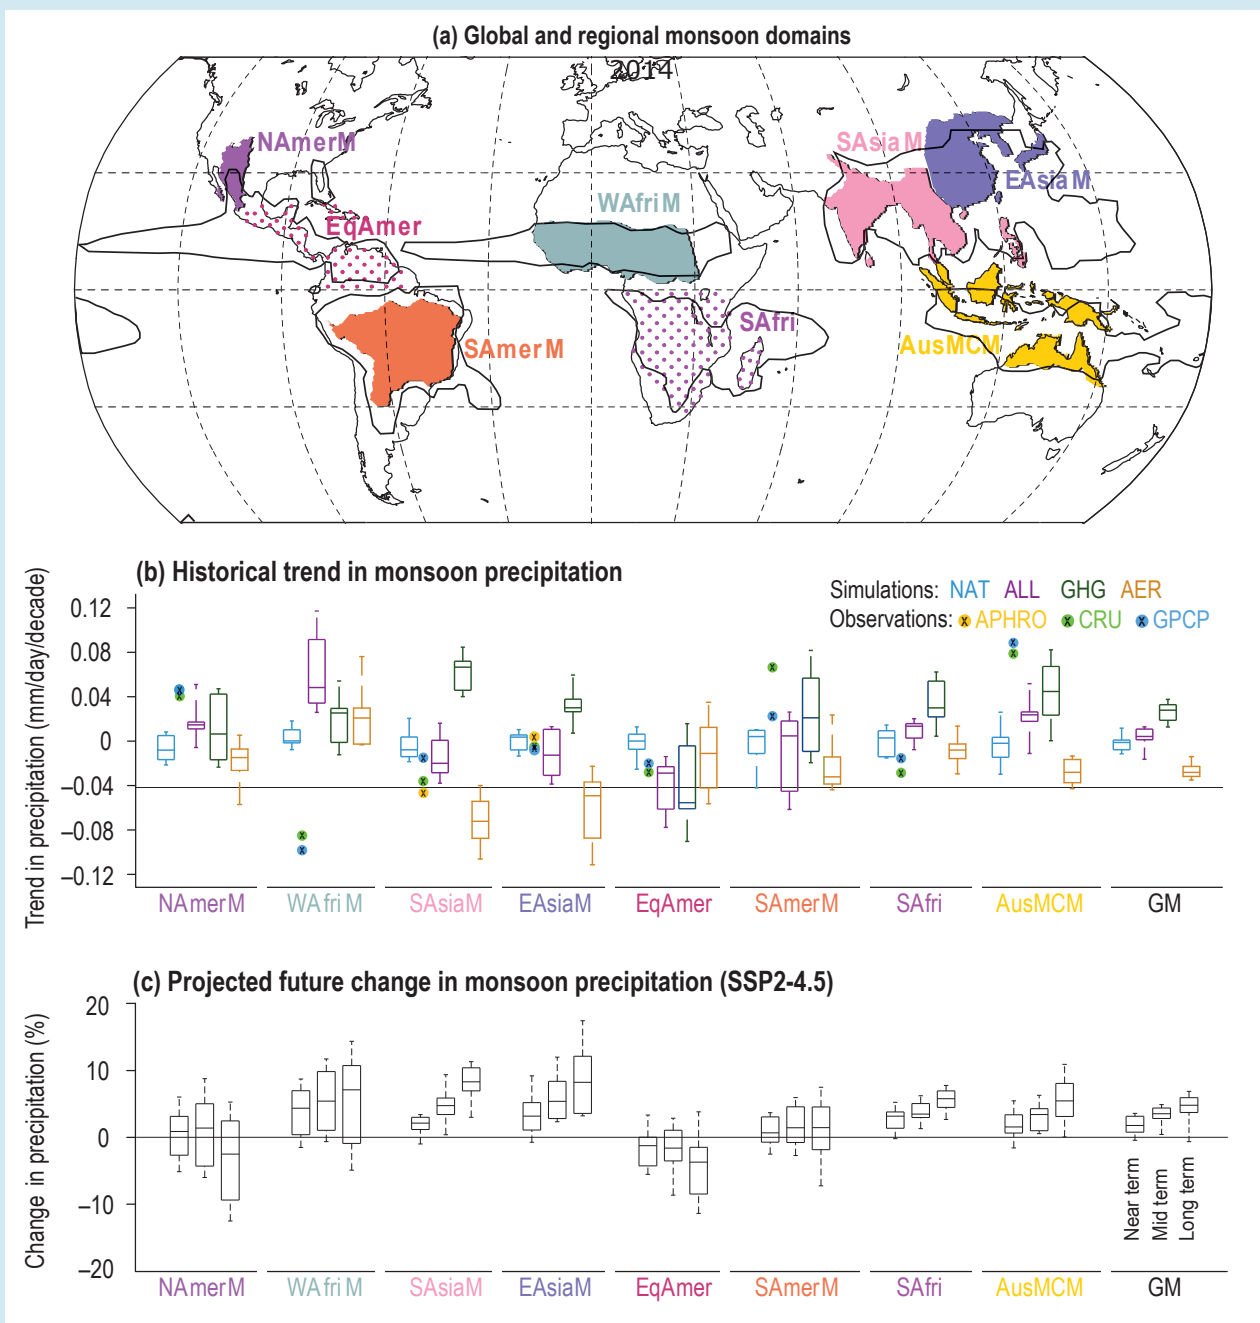 (a) Global and regional monsoon domains
2014
NAmerM
SAsiaM
EAsiaM
WAfriM
EqAmer
SAfri
SAmerM
AusMCM
(b) Historical trend in monsoon precipitation
Simulations: NAT ALL GHG AER
Observations: APHRO CRU GPCP
Trend in precipitation (mm/day/decade)
0.12
0.08
0.04
0
–0.04
–0.08
–0.12
NAmerM WAfriM SAsiaM EAsiaM EqAmer SAmerM SAfri AusMCM GM
(c) Projected future change in monsoon precipitation (SSP2-4.5)
Change in precipitation (%)
20
10
0
–10
–20
Near term
Mid term
Long term
NAmerM WAfriM SAsiaM EAsiaM EqAmer SAmerM SAfri AusMCM GM